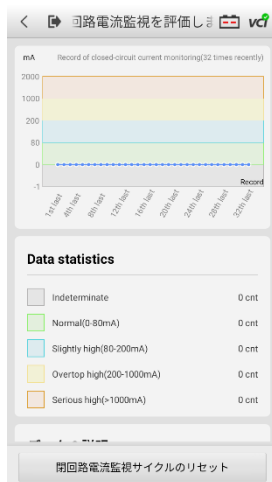 回路電流監視を評価しま
vci
mA
Record of closed-circuit current monitoring(32 times recently)
2000
1000
200
80
0
-1
Record
1st last
4th last
8th last
12th last
16th last
20th last
24th last
28th last
32th last
Data statistics
Indeterminate 0 cnt
Normal(0-80mA) 0 cnt
Slightly high(80-200mA) 0 cnt
Overtop high(200-1000mA) 0 cnt
Serious high(>1000mA) 0 cnt
閉回路電流監視サイクルのリセット